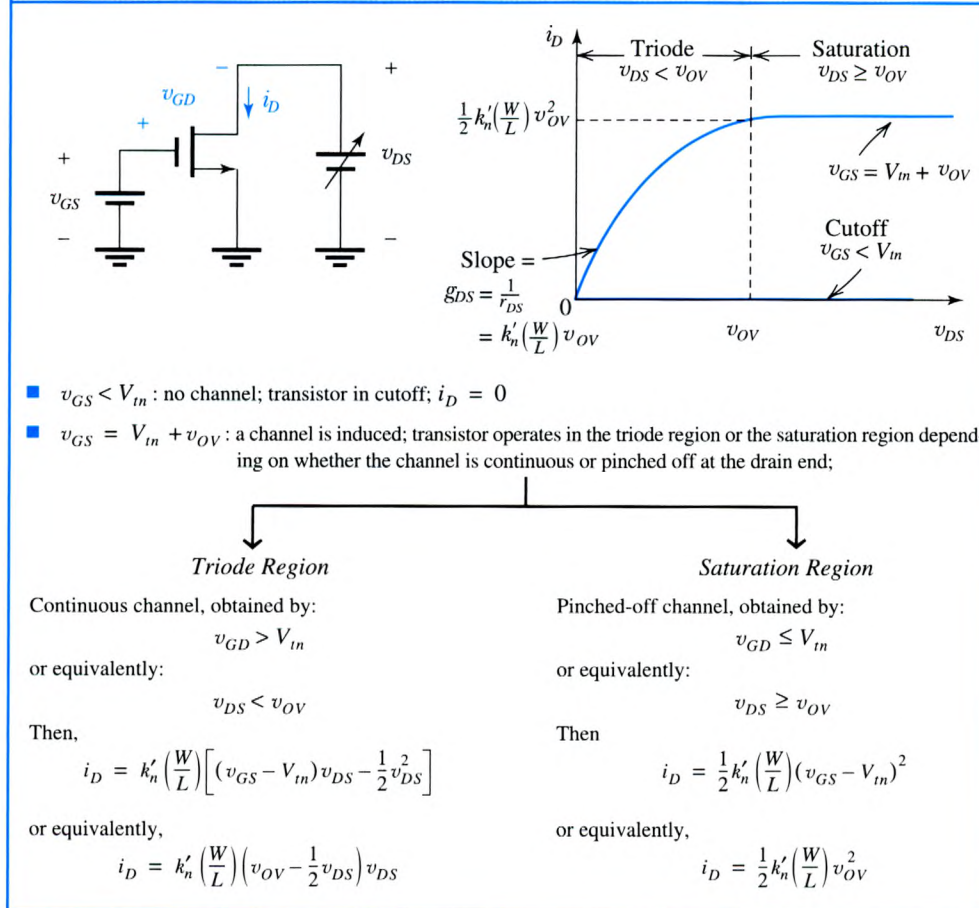 v_GD
i_D
−
+
+
v_GS
−
+
v_DS
−
i_D
Triode
v_DS < v_OV
Saturation
v_DS ≥ v_OV
½ k′_n (W/L) v²_OV
v_GS = V_tn + v_OV
Cutoff
v_GS < V_tn
Slope =
g_DS = 1/r_DS
= k′_n (W/L) v_OV
0
v_OV
v_DS
■ v_GS < V_tn : no channel; transistor in cutoff; i_D = 0
■ v_GS = V_tn + v_OV : a channel is induced; transistor operates in the triode region or the saturation region depend
ing on whether the channel is continuous or pinched off at the drain end;
Triode Region
Continuous channel, obtained by:
v_GD > V_tn
or equivalently:
v_DS < v_OV
Then,
i_D = k′_n (W/L) [(v_GS − V_tn) v_DS − ½ v²_DS]
or equivalently,
i_D = k′_n (W/L) (v_OV − ½ v_DS) v_DS
Saturation Region
Pinched-off channel, obtained by:
v_GD ≤ V_tn
or equivalently:
v_DS ≥ v_OV
Then
i_D = ½ k′_n (W/L) (v_GS − V_tn)²
or equivalently,
i_D = ½ k′_n (W/L) v²_OV